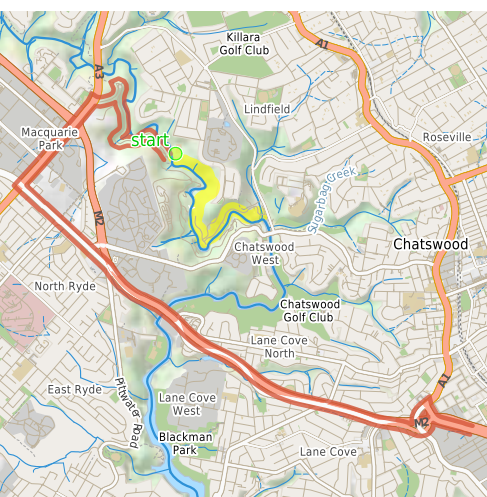 Killara
Golf Club
A1
A3
Lindfield
Macquarie
Park
start
Roseville
Sugarbag Creek
M2
Chatswood
West
Chatswood
North Ryde
Chatswood
Golf Club
Lane Cove
North
East Ryde
Pittwater Road
Lane Cove
West
A1
M2
Blackman
Park
Lane Cove